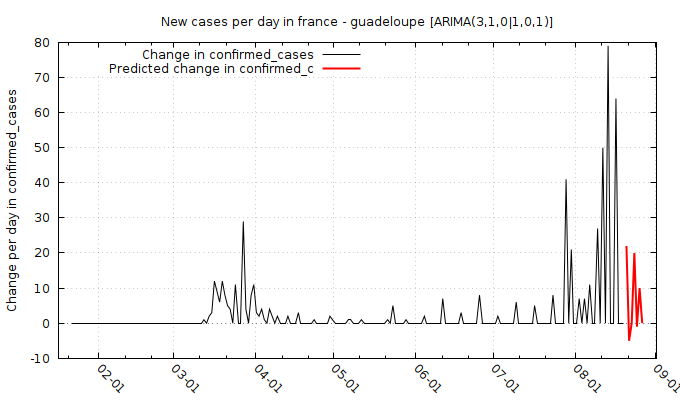 New cases per day in france - guadeloupe [ARIMA(3,1,0|1,0,1)]
Change in confirmed_cases
Predicted change in confirmed_c
Change per day in confirmed_cases
80
70
60
50
40
30
20
10
0
-10
02-01 03-01 04-01 05-01 06-01 07-01 08-01 09-01